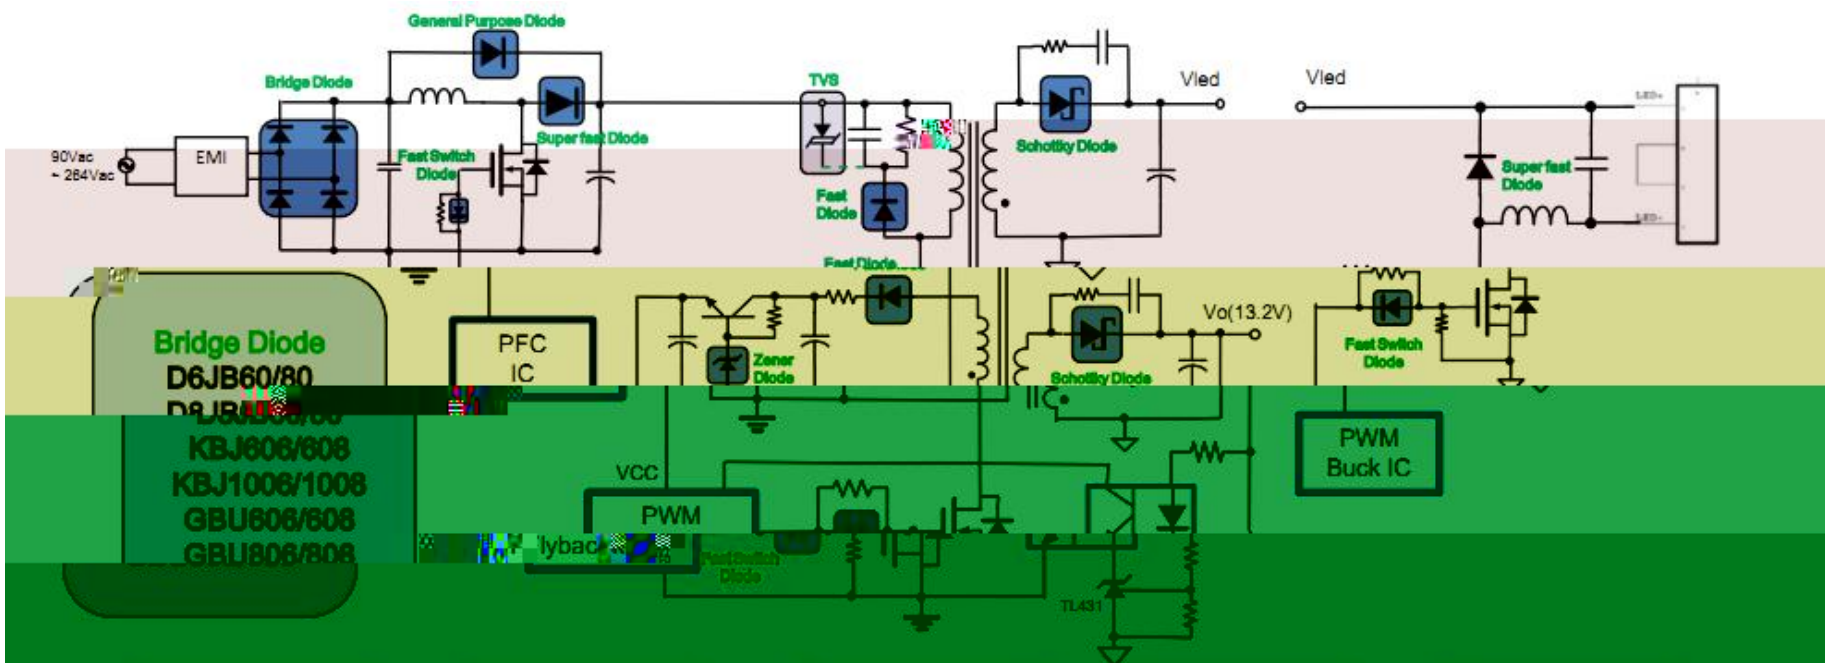 General Purpose Diode
Bridge Diode
TVS
Vled
Vled
LED+
Super fast Diode
EMI
90Vac
~ 264Vac
Fast Switch
Diode
Schottky Diode
Super fast
Diode
Fast
Diode
LED-
Fast Diode
Vo(13.2V)
Bridge Diode
D6JB60/80
PFC
IC
Zener
Diode
Schottky Diode
Fast Switch
Diode
KBJ606/608
KBJ1006/1008
GBU606/608
GBU806/808
VCC
PWM
lybac
PWM
Buck IC
Fast Switch
Diode
TL431